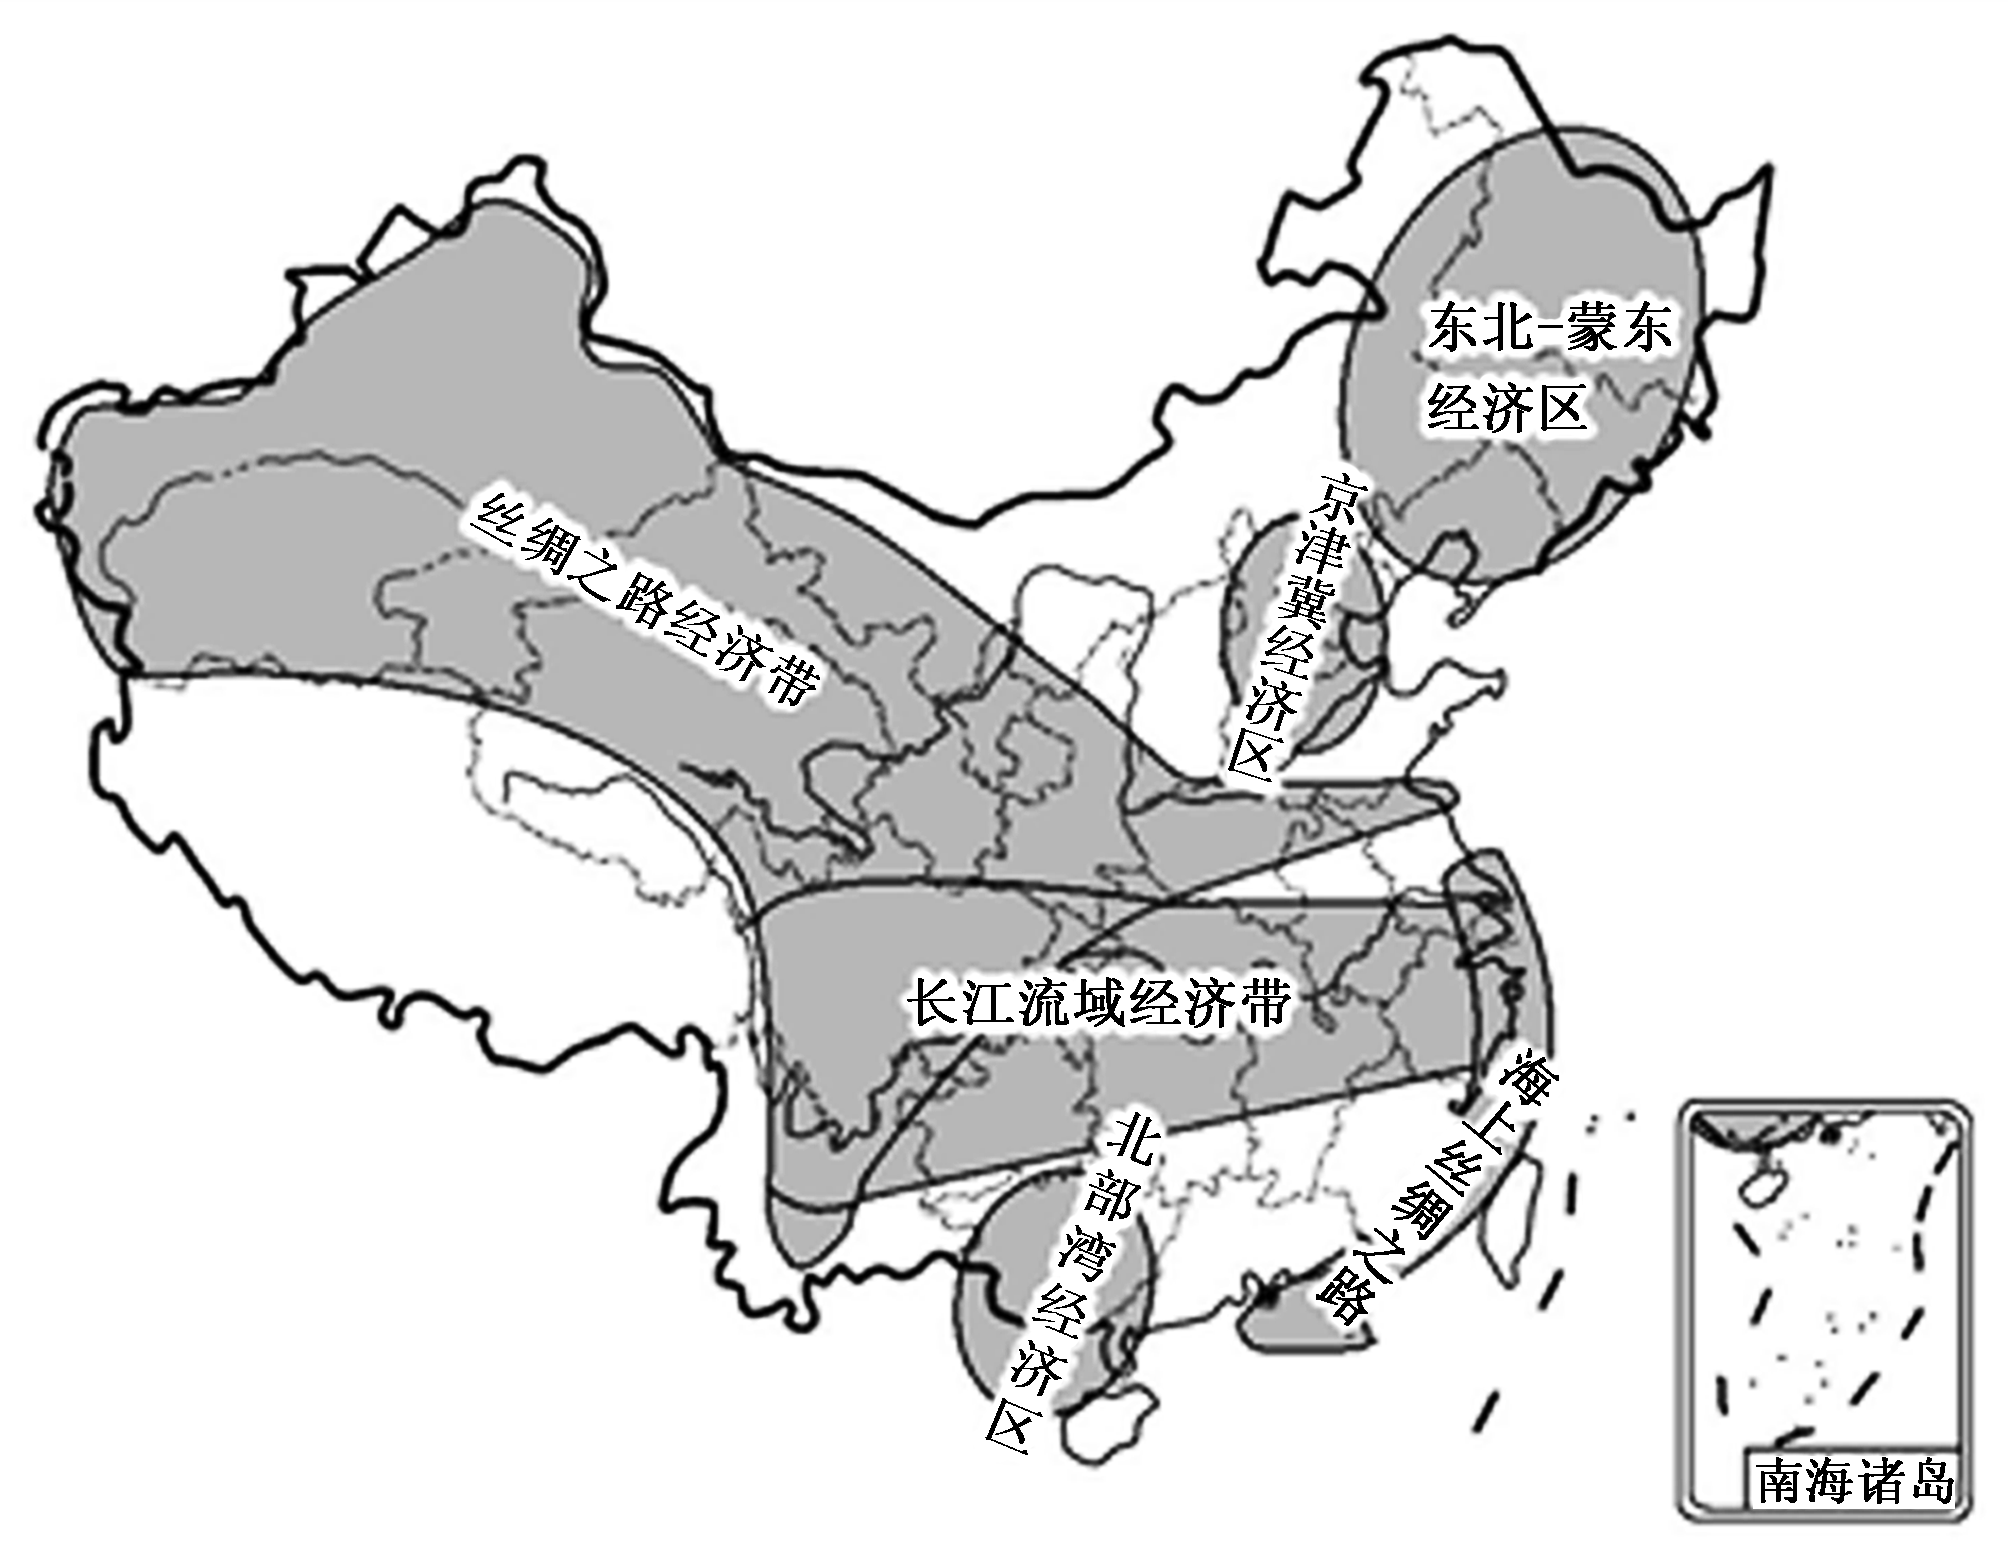 东北-蒙东
经济区
京津冀经济区
丝绸之路经济带
长江流域经济带
海上丝绸之路
北部湾经济区
南海诸岛